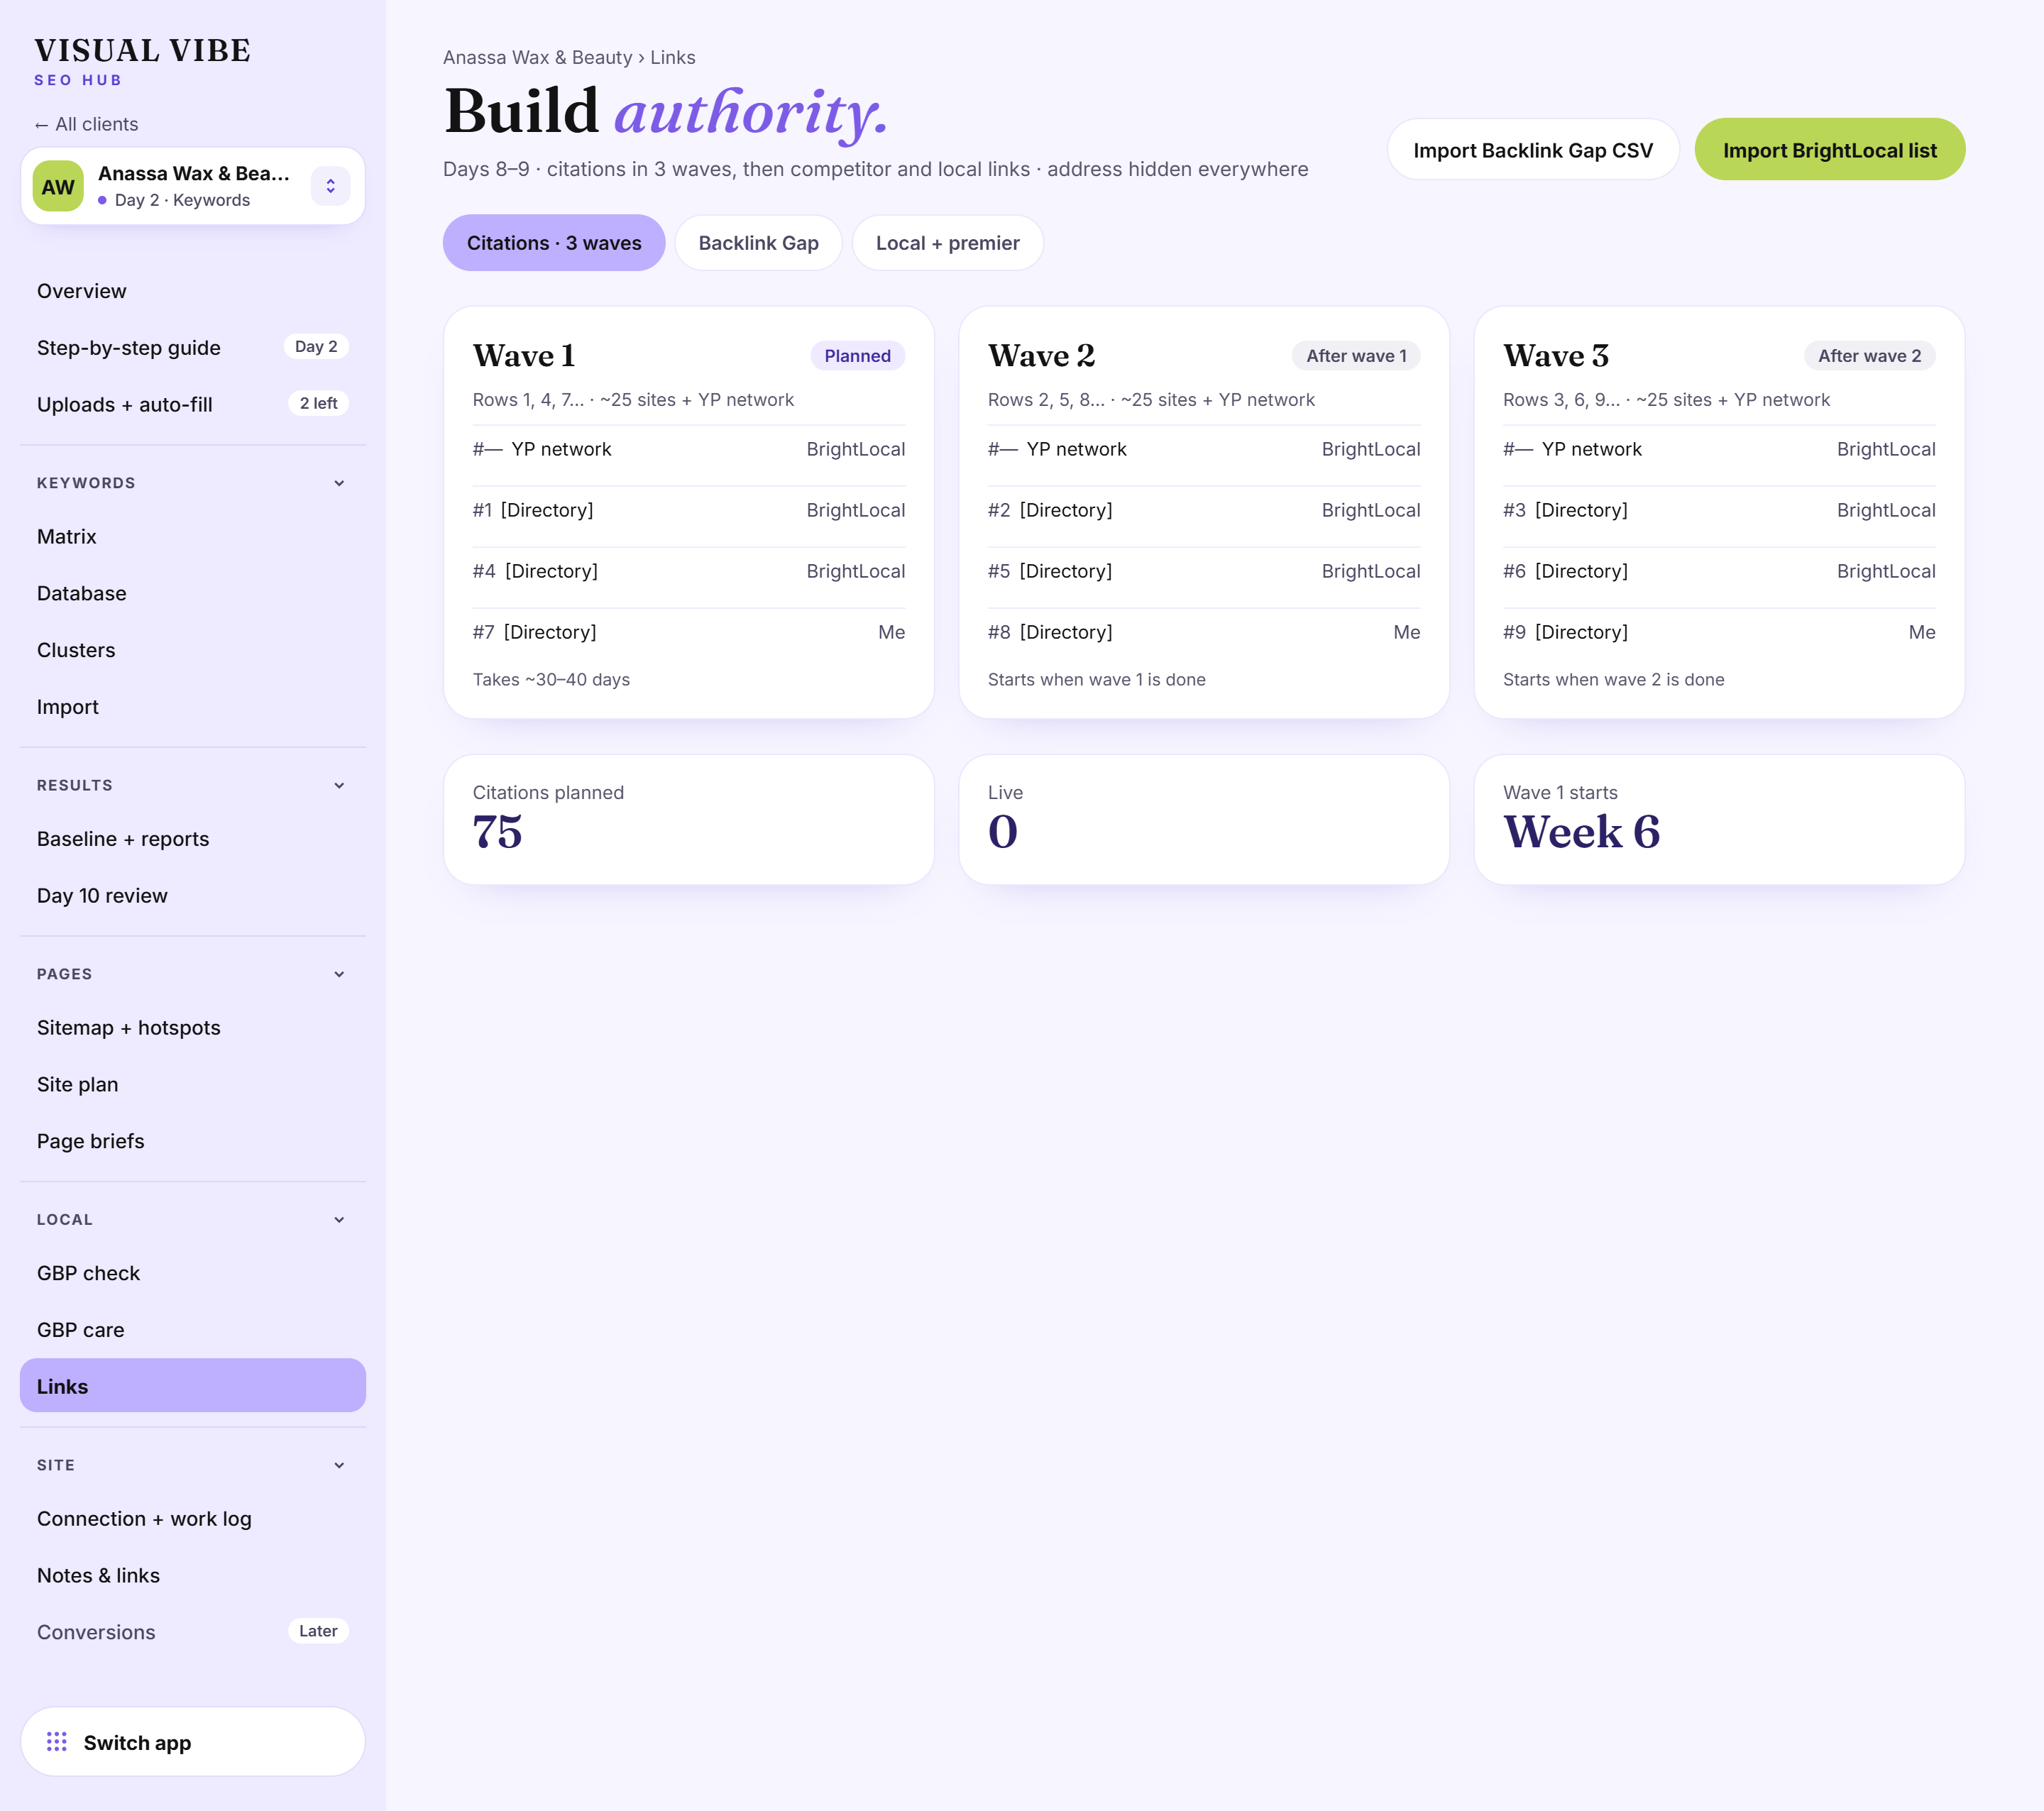 VISUAL VIBE
SEO HUB
← All clients
AW
Anassa Wax & Bea...
Day 2 · Keywords
Overview
Step-by-step guide
Day 2
Uploads + auto-fill
2 left
KEYWORDS
Matrix
Database
Clusters
Import
RESULTS
Baseline + reports
Day 10 review
PAGES
Sitemap + hotspots
Site plan
Page briefs
LOCAL
GBP check
GBP care
Links
SITE
Connection + work log
Notes & links
Conversions
Later
Switch app
Anassa Wax & Beauty › Links
Build authority.
Days 8–9 · citations in 3 waves, then competitor and local links · address hidden everywhere
Import Backlink Gap CSV
Import BrightLocal list
Citations · 3 waves
Backlink Gap
Local + premier
Wave 1
Planned
Rows 1, 4, 7... · ~25 sites + YP network
#— YP network BrightLocal
#1 [Directory] BrightLocal
#4 [Directory] BrightLocal
#7 [Directory] Me
Takes ~30–40 days
Wave 2
After wave 1
Rows 2, 5, 8... · ~25 sites + YP network
#— YP network BrightLocal
#2 [Directory] BrightLocal
#5 [Directory] BrightLocal
#8 [Directory] Me
Starts when wave 1 is done
Wave 3
After wave 2
Rows 3, 6, 9... · ~25 sites + YP network
#— YP network BrightLocal
#3 [Directory] BrightLocal
#6 [Directory] BrightLocal
#9 [Directory] Me
Starts when wave 2 is done
Citations planned
75
Live
0
Wave 1 starts
Week 6